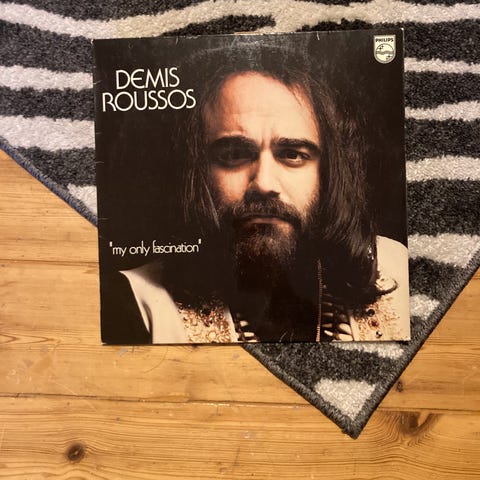 DEMIS
ROUSSOS
PHILIPS
"my only fascination"